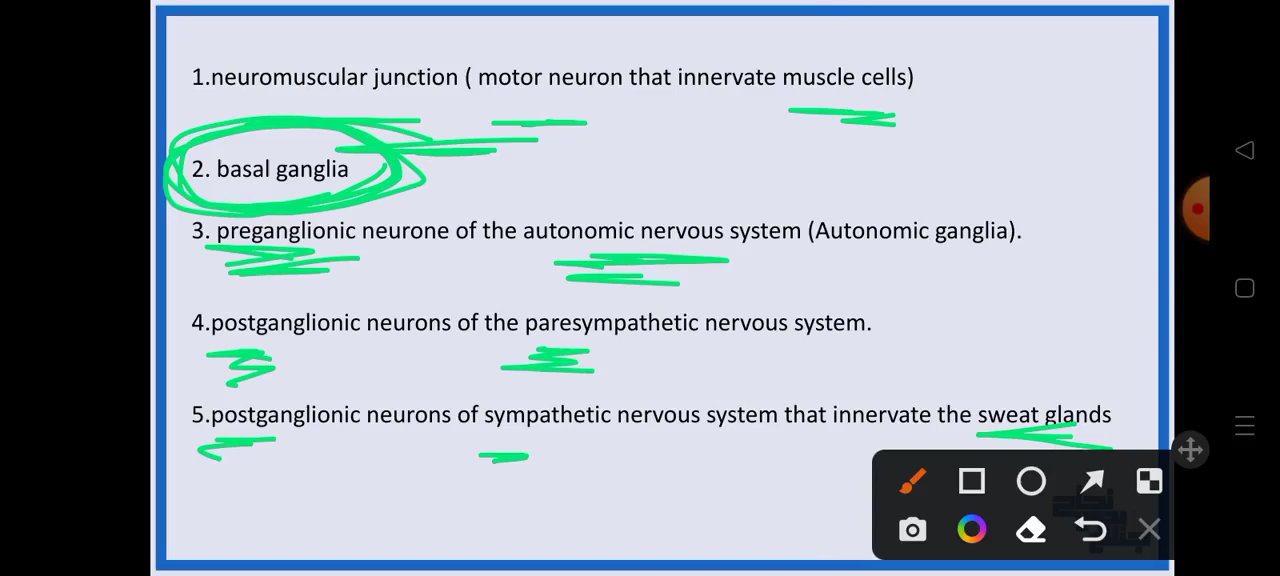 1.neuromuscular junction ( motor neuron that innervate muscle cells)
2. basal ganglia
3. preganglionic neurone of the autonomic nervous system (Autonomic ganglia).
4.postganglionic neurons of the paresympathetic nervous system.
5.postganglionic neurons of sympathetic nervous system that innervate the sweat glands